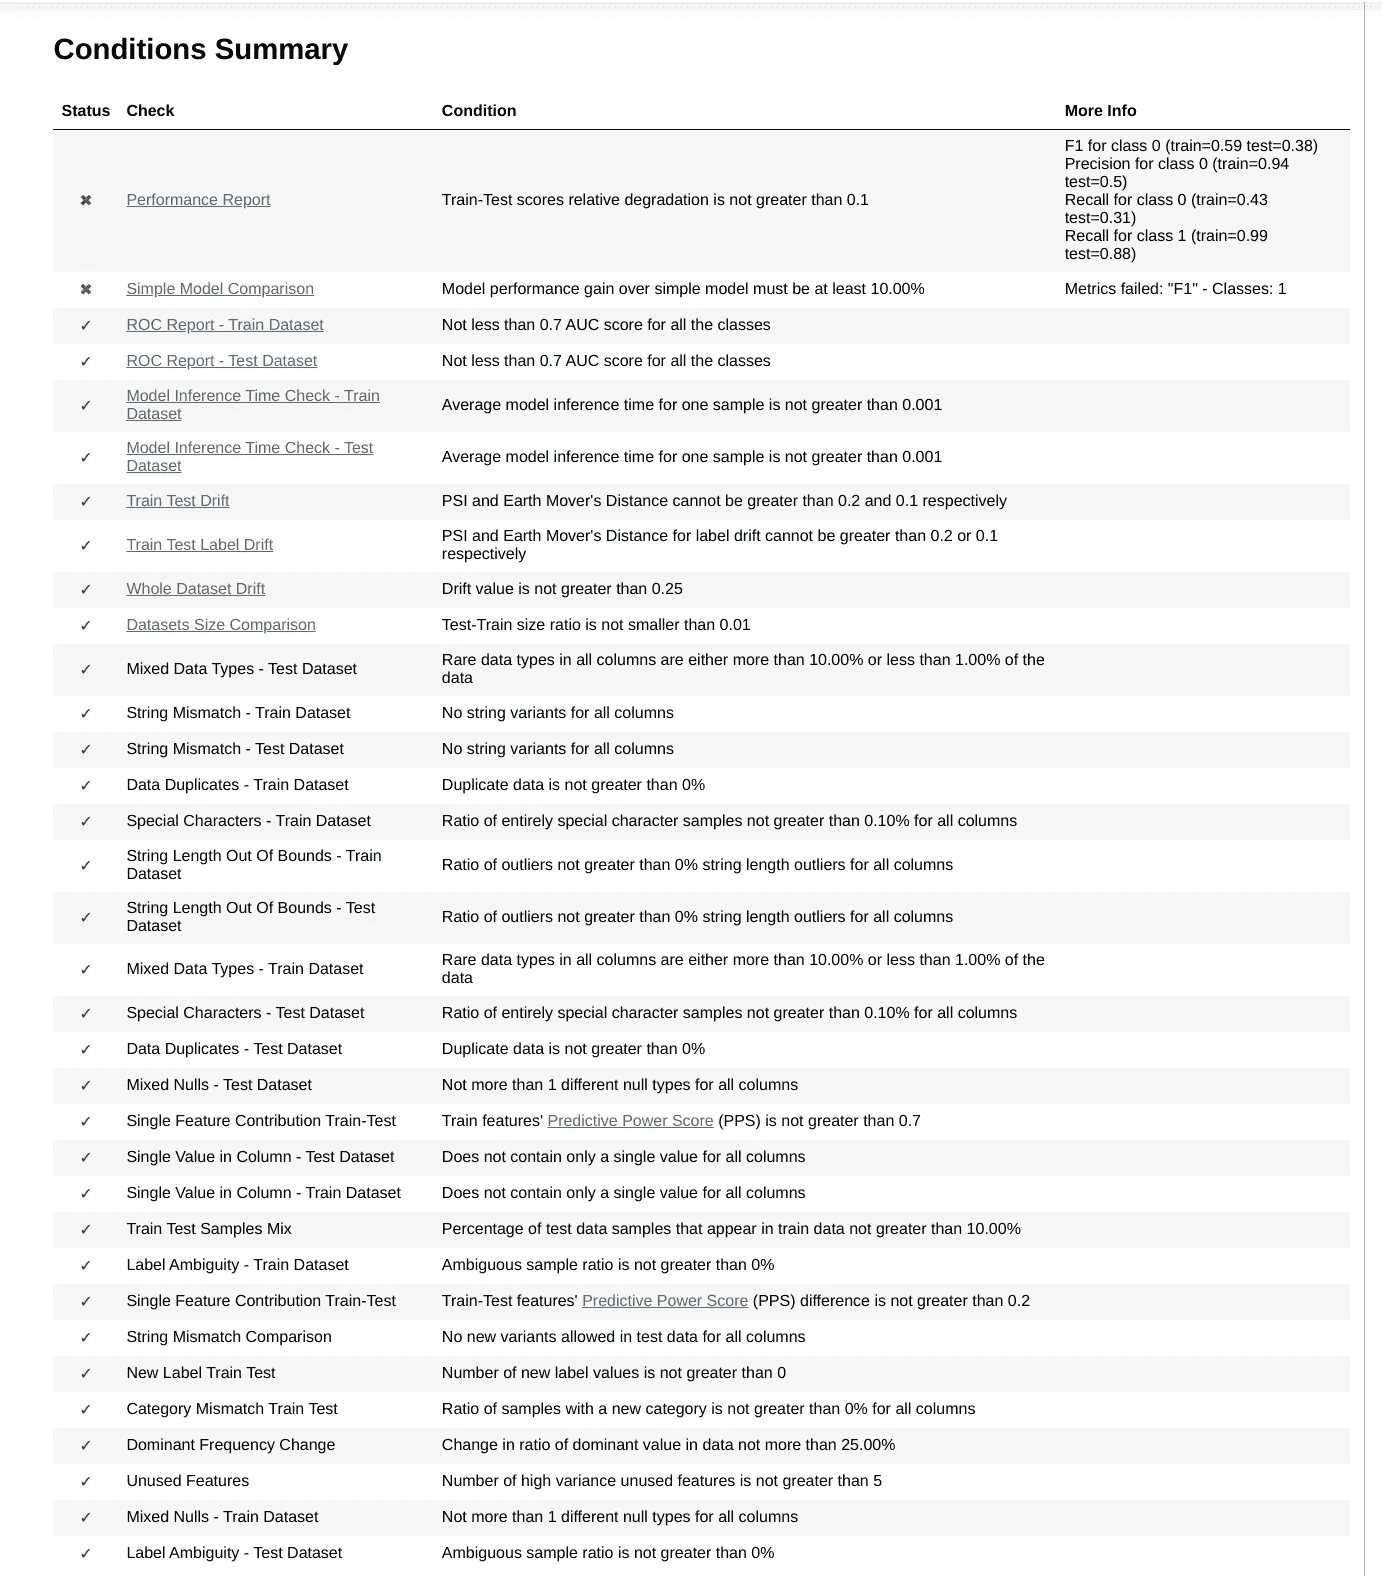 Conditions Summary
Status Check Condition More Info
✖ Performance Report Train-Test scores relative degradation is not greater than 0.1 F1 for class 0 (train=0.59 test=0.38)
Precision for class 0 (train=0.94
test=0.5)
Recall for class 0 (train=0.43
test=0.31)
Recall for class 1 (train=0.99
test=0.88)
✖ Simple Model Comparison Model performance gain over simple model must be at least 10.00% Metrics failed: "F1" - Classes: 1
✓ ROC Report - Train Dataset Not less than 0.7 AUC score for all the classes
✓ ROC Report - Test Dataset Not less than 0.7 AUC score for all the classes
✓ Model Inference Time Check - Train
Dataset Average model inference time for one sample is not greater than 0.001
✓ Model Inference Time Check - Test
Dataset Average model inference time for one sample is not greater than 0.001
✓ Train Test Drift PSI and Earth Mover's Distance cannot be greater than 0.2 and 0.1 respectively
✓ Train Test Label Drift PSI and Earth Mover's Distance for label drift cannot be greater than 0.2 or 0.1
respectively
✓ Whole Dataset Drift Drift value is not greater than 0.25
✓ Datasets Size Comparison Test-Train size ratio is not smaller than 0.01
✓ Mixed Data Types - Test Dataset Rare data types in all columns are either more than 10.00% or less than 1.00% of the
data
✓ String Mismatch - Train Dataset No string variants for all columns
✓ String Mismatch - Test Dataset No string variants for all columns
✓ Data Duplicates - Train Dataset Duplicate data is not greater than 0%
✓ Special Characters - Train Dataset Ratio of entirely special character samples not greater than 0.10% for all columns
✓ String Length Out Of Bounds - Train
Dataset Ratio of outliers not greater than 0% string length outliers for all columns
✓ String Length Out Of Bounds - Test
Dataset Ratio of outliers not greater than 0% string length outliers for all columns
✓ Mixed Data Types - Train Dataset Rare data types in all columns are either more than 10.00% or less than 1.00% of the
data
✓ Special Characters - Test Dataset Ratio of entirely special character samples not greater than 0.10% for all columns
✓ Data Duplicates - Test Dataset Duplicate data is not greater than 0%
✓ Mixed Nulls - Test Dataset Not more than 1 different null types for all columns
✓ Single Feature Contribution Train-Test Train features' Predictive Power Score (PPS) is not greater than 0.7
✓ Single Value in Column - Test Dataset Does not contain only a single value for all columns
✓ Single Value in Column - Train Dataset Does not contain only a single value for all columns
✓ Train Test Samples Mix Percentage of test data samples that appear in train data not greater than 10.00%
✓ Label Ambiguity - Train Dataset Ambiguous sample ratio is not greater than 0%
✓ Single Feature Contribution Train-Test Train-Test features' Predictive Power Score (PPS) difference is not greater than 0.2
✓ String Mismatch Comparison No new variants allowed in test data for all columns
✓ New Label Train Test Number of new label values is not greater than 0
✓ Category Mismatch Train Test Ratio of samples with a new category is not greater than 0% for all columns
✓ Dominant Frequency Change Change in ratio of dominant value in data not more than 25.00%
✓ Unused Features Number of high variance unused features is not greater than 5
✓ Mixed Nulls - Train Dataset Not more than 1 different null types for all columns
✓ Label Ambiguity - Test Dataset Ambiguous sample ratio is not greater than 0%